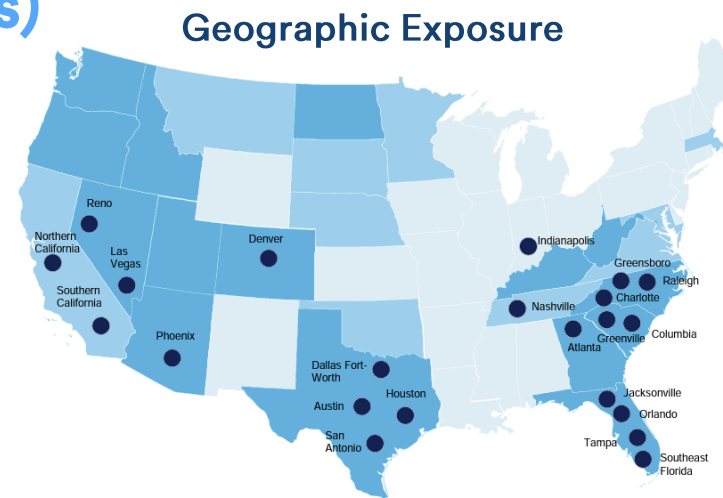 s)
Geographic Exposure
Reno
Northern
California
Las
Vegas
Southern
California
Denver
Phoenix
Indianapolis
Greensboro
Raleigh
Charlotte
Nashville
Greenville
Columbia
Atlanta
Dallas Fort-
Worth
Houston
Austin
San
Antonio
Jacksonville
Orlando
Tampa
Southeast
Florida